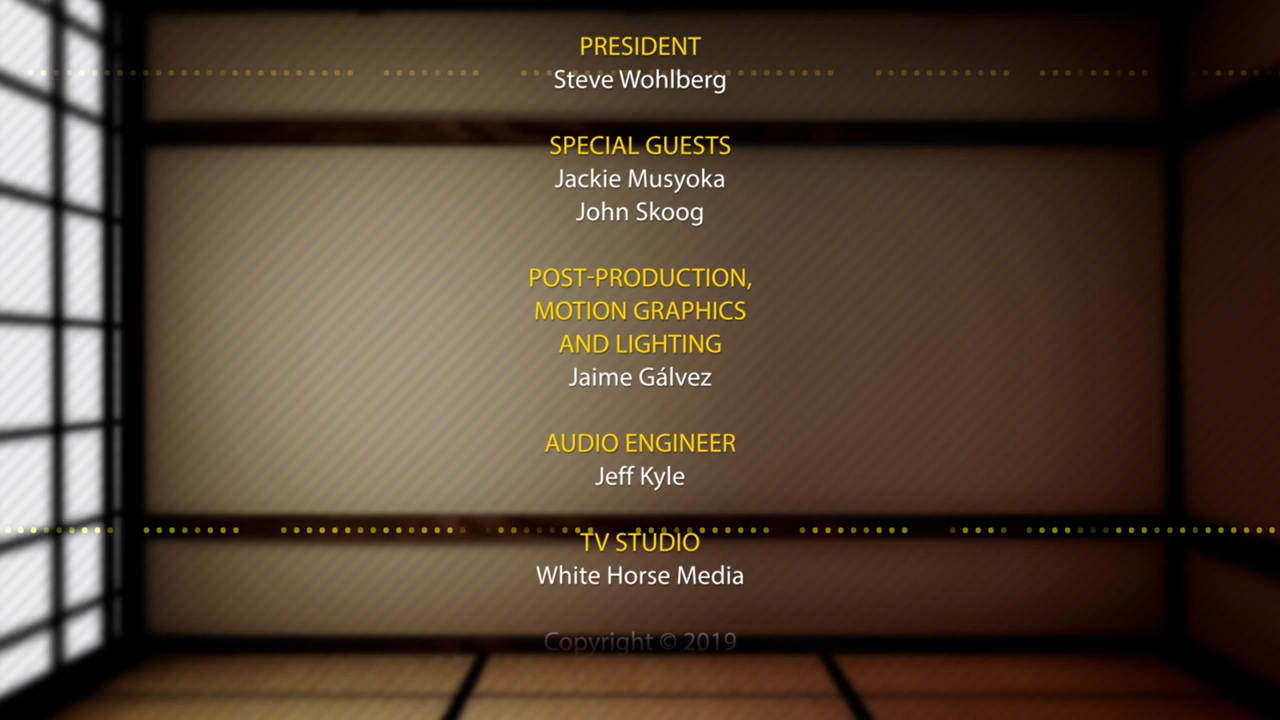 PRESIDENT
Steve Wohlberg
SPECIAL GUESTS
Jackie Musyoka
John Skoog
POST-PRODUCTION,
MOTION GRAPHICS
AND LIGHTING
Jaime Gálvez
AUDIO ENGINEER
Jeff Kyle
TV STUDIO
White Horse Media
Copyright © 2019